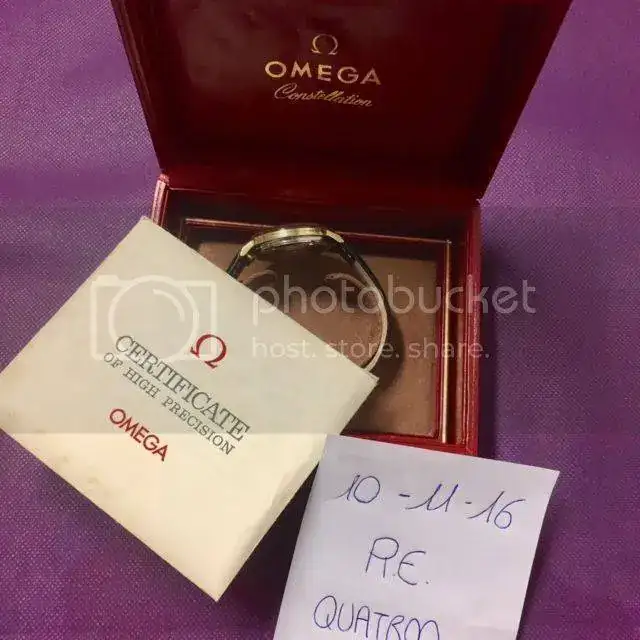 Ω
OMEGA
Constellation
photobucket
host. store. share.
Ω
CERTIFICATE
OF HIGH PRECISION
OMEGA
10-11-16
R.E.